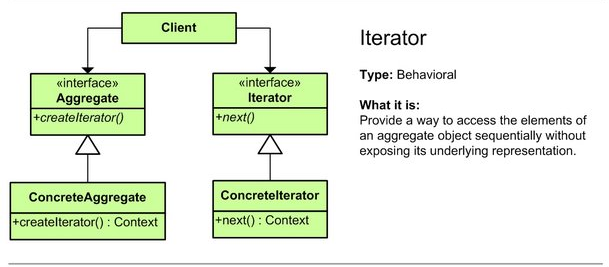 Client
«interface»
Aggregate
+createIterator()
«interface»
Iterator
+next()
ConcreteAggregate
+createIterator() : Context
ConcreteIterator
+next() : Context
Iterator
Type: Behavioral
What it is:
Provide a way to access the elements of
an aggregate object sequentially without
exposing its underlying representation.